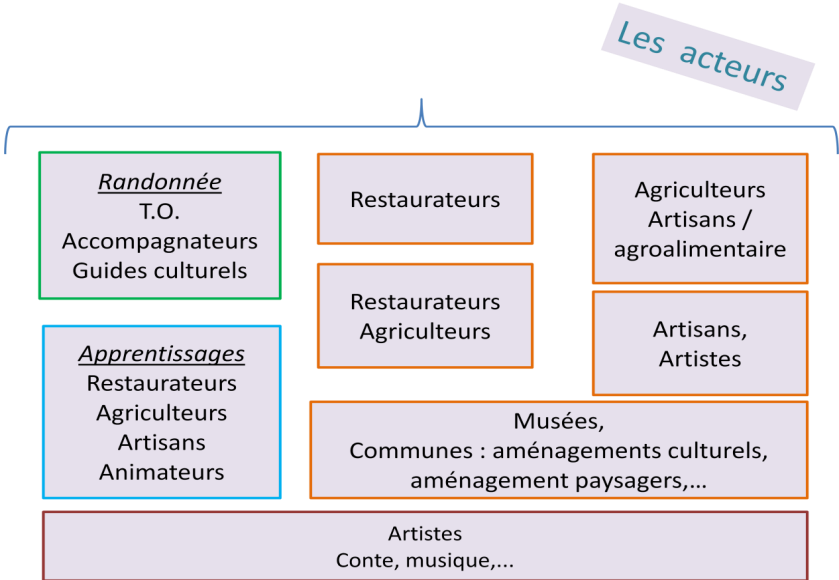 Les acteurs
Randonnée
T.O.
Accompagnateurs
Guides culturels
Apprentissages
Restaurateurs
Agriculteurs
Artisans
Animateurs
Restaurateurs
Restaurateurs
Agriculteurs
Agriculteurs
Artisans /
agroalimentaire
Artisans,
Artistes
Musées,
Communes : aménagements culturels,
aménagement paysagers,...
Artistes
Conte, musique,...